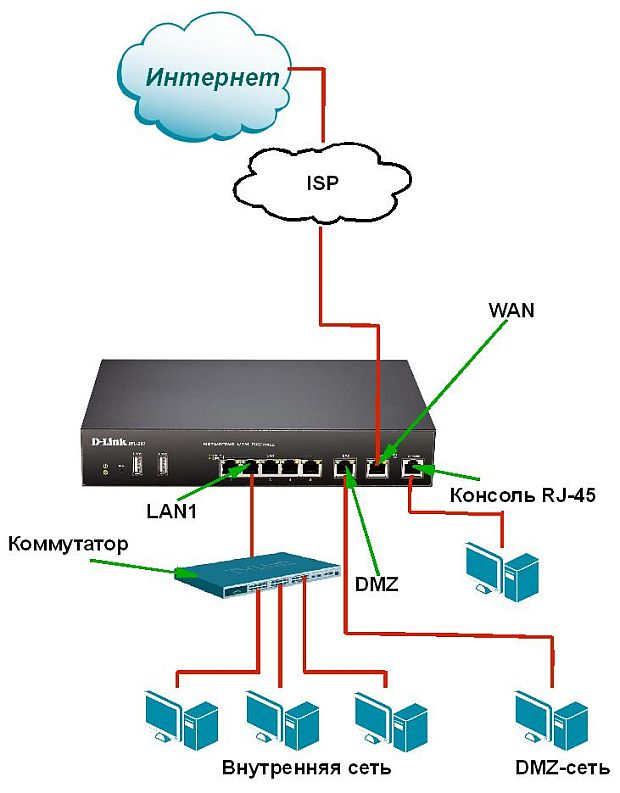 Интернет
ISP
WAN
D-Link
Консоль RJ-45
LAN1
Коммутатор
DMZ
Внутренняя сеть
DMZ-сеть